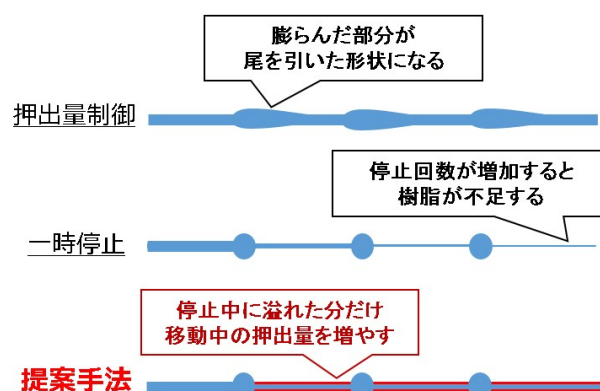 膨らんだ部分が
尾を引いた形状になる
押出量制御
停止回数が増加すると
樹脂が不足する
一時停止
停止中に溢れた分だけ
移動中の押出量を増やす
提案手法